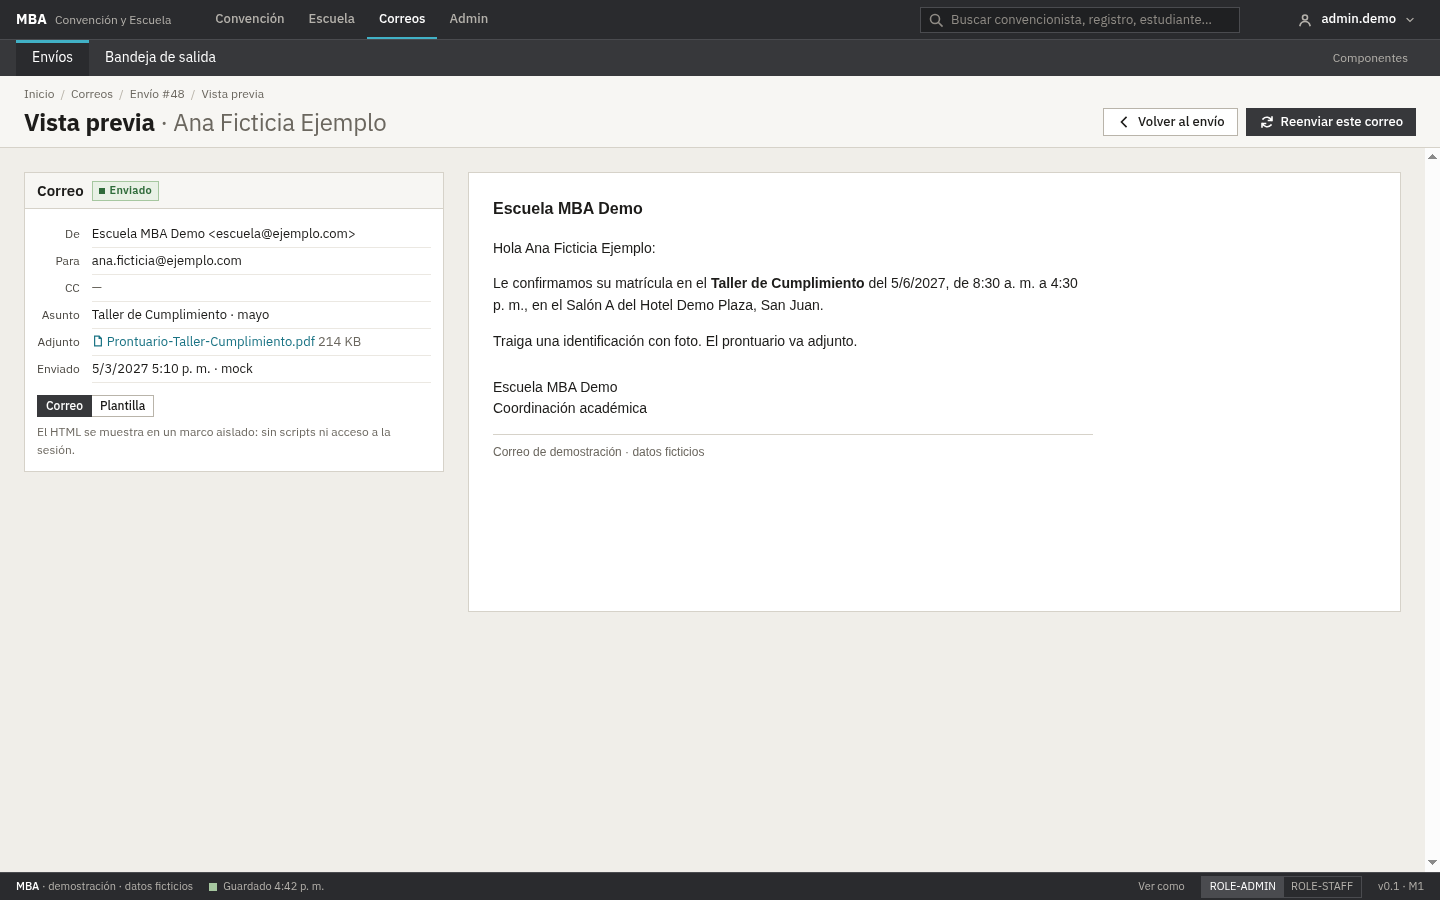 MBA Convención y Escuela Convención Escuela Correos Admin Buscar convencionista, registro, estudiante... admin.demo
Envíos Bandeja de salida Componentes
Inicio / Correos / Envío #48 / Vista previa
Vista previa · Ana Ficticia Ejemplo Volver al envío Reenviar este correo
Correo Enviado
De Escuela MBA Demo <escuela@ejemplo.com>
Para ana.ficticia@ejemplo.com
CC —
Asunto Taller de Cumplimiento · mayo
Adjunto Prontuario-Taller-Cumplimiento.pdf 214 KB
Enviado 5/3/2027 5:10 p. m. · mock
Correo Plantilla
El HTML se muestra en un marco aislado: sin scripts ni acceso a la
sesión.
Escuela MBA Demo
Hola Ana Ficticia Ejemplo:
Le confirmamos su matrícula en el Taller de Cumplimiento del 5/6/2027, de 8:30 a. m. a 4:30
p. m., en el Salón A del Hotel Demo Plaza, San Juan.
Traiga una identificación con foto. El prontuario va adjunto.
Escuela MBA Demo
Coordinación académica
Correo de demostración · datos ficticios
MBA · demostración · datos ficticios Guardado 4:42 p. m. Ver como ROLE-ADMIN ROLE-STAFF v0.1 · M1